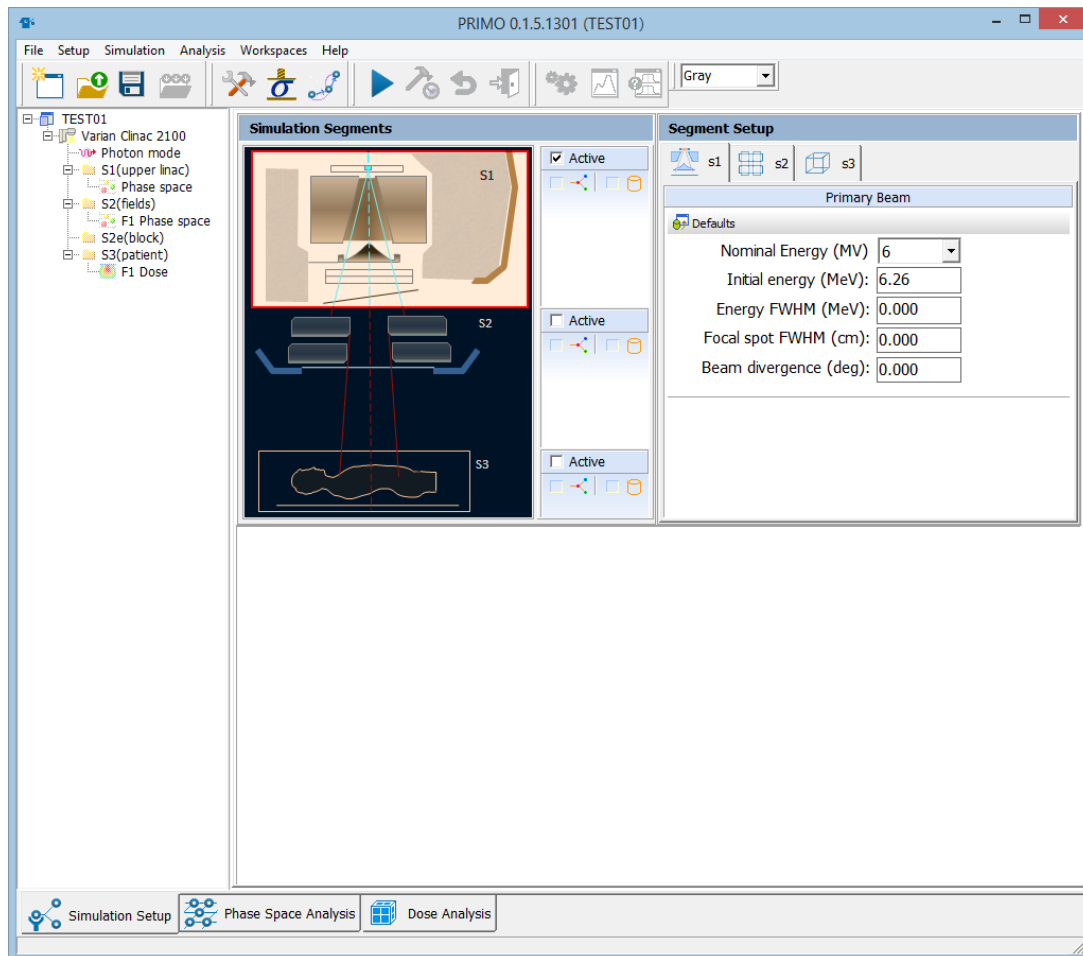 PRIMO 0.1.5.1301 (TEST01)
File Setup Simulation Analysis Workspaces Help
Gray
TEST01
Varian Clinac 2100
Photon mode
S1(upper linac)
Phase space
S2(fields)
F1 Phase space
S2e(block)
S3(patient)
F1 Dose
Simulation Segments
S1
Active
S2
Active
S3
Active
Segment Setup
s1 s2 s3
Primary Beam
Defaults
Nominal Energy (MV) 6
Initial energy (MeV): 6.26
Energy FWHM (MeV): 0.000
Focal spot FWHM (cm): 0.000
Beam divergence (deg): 0.000
Simulation Setup Phase Space Analysis Dose Analysis